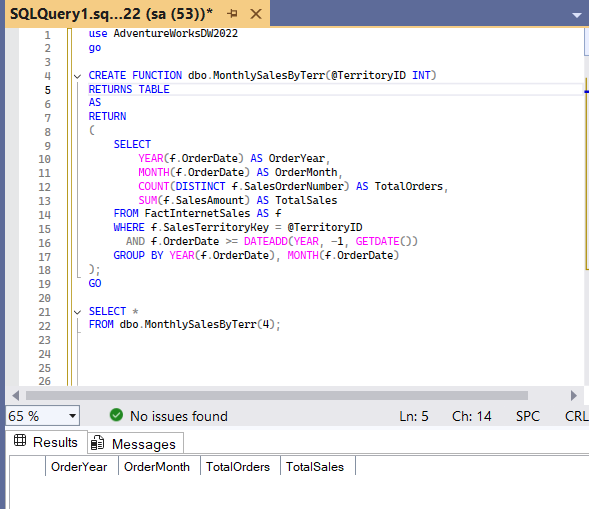 SQLQuery1.sq...22 (sa (53))*
1 use AdventureWorksDW2022
2 go
3
4 CREATE FUNCTION dbo.MonthlySalesByTerr(@TerritoryID INT)
5 RETURNS TABLE
6 AS
7 RETURN
8 (
9 SELECT
10 YEAR(f.OrderDate) AS OrderYear,
11 MONTH(f.OrderDate) AS OrderMonth,
12 COUNT(DISTINCT f.SalesOrderNumber) AS TotalOrders,
13 SUM(f.SalesAmount) AS TotalSales
14 FROM FactInternetSales AS f
15 WHERE f.SalesTerritoryKey = @TerritoryID
16 AND f.OrderDate >= DATEADD(YEAR, -1, GETDATE())
17 GROUP BY YEAR(f.OrderDate), MONTH(f.OrderDate)
18 );
19 GO
20
21 SELECT *
22 FROM dbo.MonthlySalesByTerr(4);
23
24
25
26
65 % No issues found Ln: 5 Ch: 14 SPC CRL
Results Messages
OrderYear OrderMonth TotalOrders TotalSales